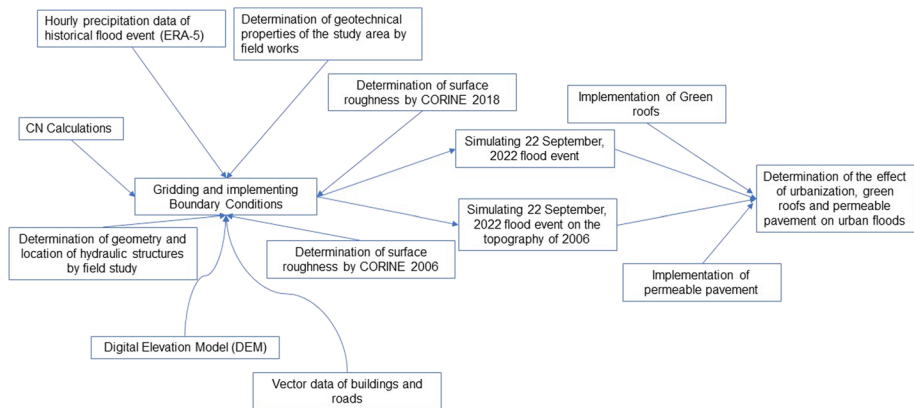 Hourly precipitation data of
historical flood event (ERA-5)
Determination of geotechnical
properties of the study area by
field works
Determination of surface
roughness by CORINE 2018
Implementation of Green
roofs
CN Calculations
Simulating 22 September,
2022 flood event
Gridding and implementing
Boundary Conditions
Determination of the effect
of urbanization, green
roofs and permeable
pavement on urban floods
Simulating 22 September,
2022 flood event on the
topography of 2006
Determination of geometry and
location of hydraulic structures
by field study
Determination of surface
roughness by CORINE 2006
Implementation of
permeable pavement
Digital Elevation Model (DEM)
Vector data of buildings and
roads